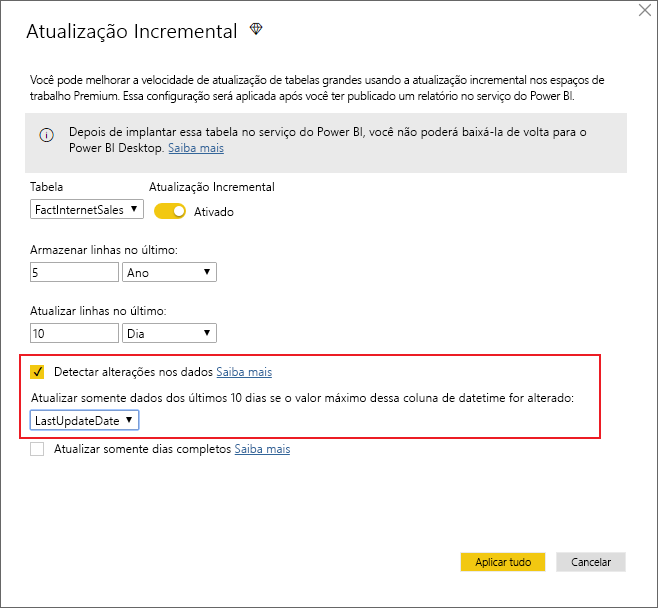 Atualização Incremental
Você pode melhorar a velocidade de atualização de tabelas grandes usando a atualização incremental nos espaços de
trabalho Premium. Essa configuração será aplicada após você ter publicado um relatório no serviço do Power BI.
Depois de implantar essa tabela no serviço do Power BI, você não poderá baixá-la de volta para o
Power BI Desktop. Saiba mais
Tabela Atualização Incremental
FactInternetSales Ativado
Armazenar linhas no último:
5 Ano
Atualizar linhas no último:
10 Dia
Detectar alterações nos dados Saiba mais
Atualizar somente dados dos últimos 10 dias se o valor máximo dessa coluna de datetime for alterado:
LastUpdateDate
Atualizar somente dias completos Saiba mais
Aplicar tudo Cancelar